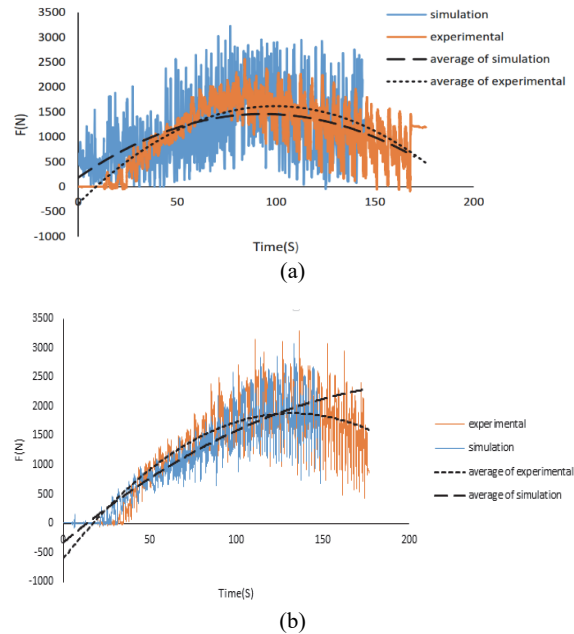 simulation
experimental
average of simulation
average of experimental
3500
3000
2500
2000
1500
1000
500
0
-500
-1000
F(N)
50
100
150
200
Time(S)
(a)
3500
3000
2500
2000
1500
1000
500
0
-500
-1000
F(N)
0
50
100
150
200
Time(S)
experimental
simulation
average of experimental
average of simulation
(b)